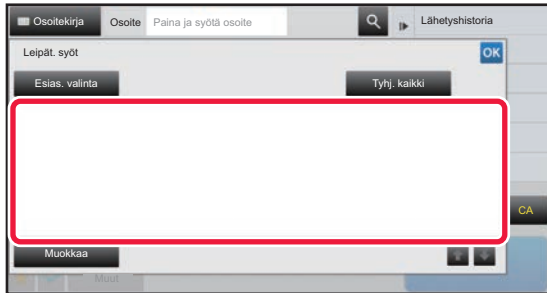 Osoitekirja Osoite Paina ja syötä osoite Lähetyshistoria
Leipät. syöt OK
Esias. valinta Tyhj. kaikki
CA
Muokkaa
Muut